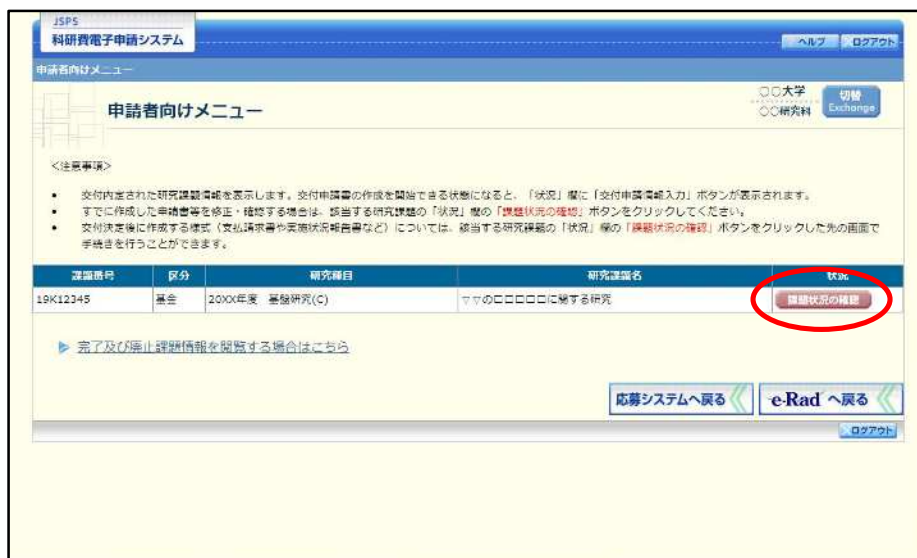 JSPS
科研費電子申請システム
ヘルプ ログアウト
申請者向けメニュー
申請者向けメニュー
〇〇大学
〇〇研究科
切替
Exchange
<注意事項>
• 交付内定された研究課題情報を表示します。交付申請書の作成を開始できる状態になると、「状況」欄に「交付申請情報入力」ボタンが表示されます。
• すでに作成した申請書等を修正・確認する場合は、該当する研究課題の「状況」欄の「課題状況の確認」ボタンをクリックしてください。
• 交付決定後に作成する様式（支払請求書や実施状況報告書など）については、該当する研究課題の「状況」欄の「課題状況の確認」ボタンをクリックした先の画面で
手続きを行うことができます。
課題番号 区分 研究種目 研究課題名 状況
19K12345 基金 20XX年度 基盤研究(C) ▽▽の□□□□□に関する研究 課題状況の確認
完了及び廃止課題情報を閲覧する場合はこちら
応募システムへ戻る e-Rad へ戻る
ログアウト